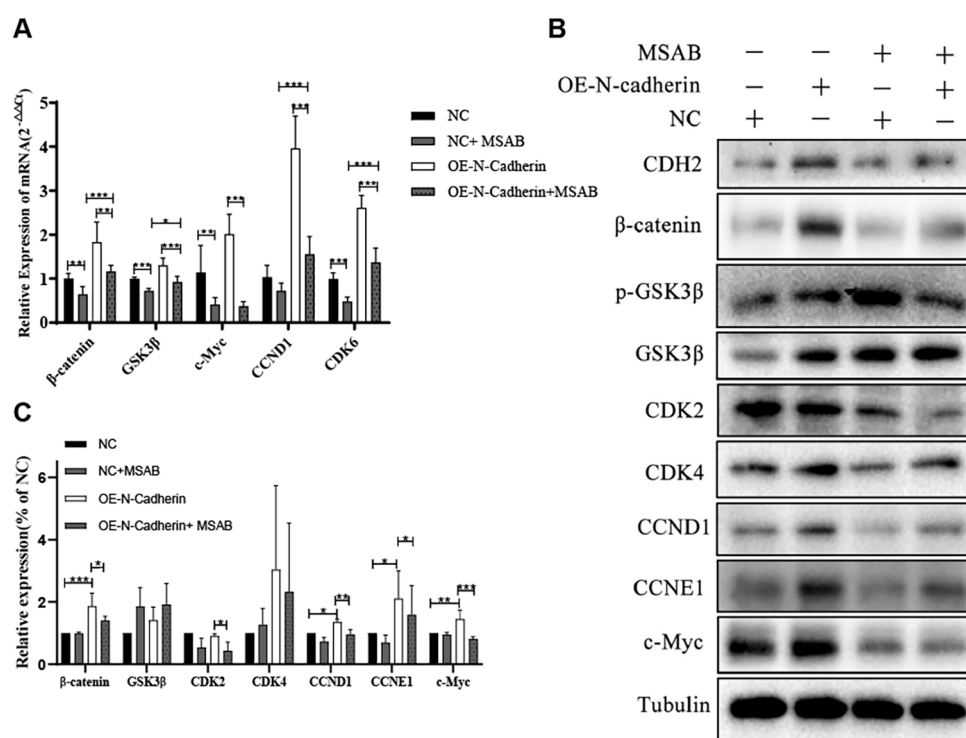 A
Relative Expression of mRNA(2^-△△Ct)
5
4
3
2
1
0
NC
NC+ MSAB
OE-N-Cadherin
OE-N-Cadherin+MSAB
*** ** ** * *** *** ** *** *** *** *** *** ***
β-catenin GSK3β c-Myc CCND1 CDK6
B
MSAB − − + +
OE-N-cadherin − + − +
NC + − + −
CDH2
β-catenin
p-GSK3β
GSK3β
CDK2
CDK4
CCND1
CCNE1
c-Myc
Tubulin
C
Relative expression(% of NC)
6
4
2
0
NC
NC+MSAB
OE-N-Cadherin
OE-N-Cadherin+ MSAB
*** * * * ** * * ** ***
β-catenin GSK3β CDK2 CDK4 CCND1 CCNE1 c-Myc